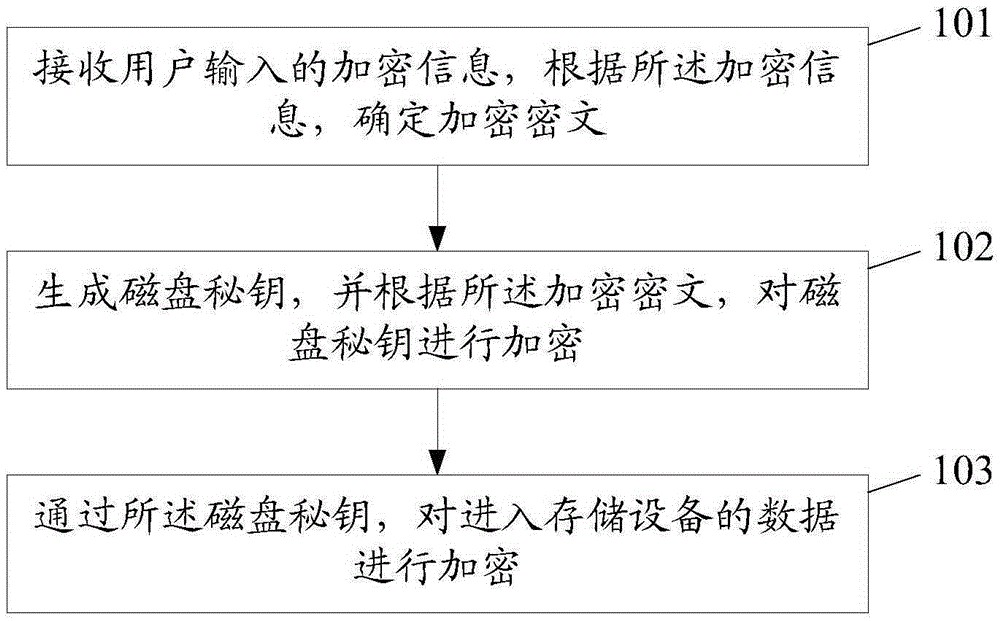 101
接收用户输入的加密信息，根据所述加密信
息，确定加密密文
102
生成磁盘秘钥，并根据所述加密密文，对磁
盘秘钥进行加密
103
通过所述磁盘秘钥，对进入存储设备的数据
进行加密